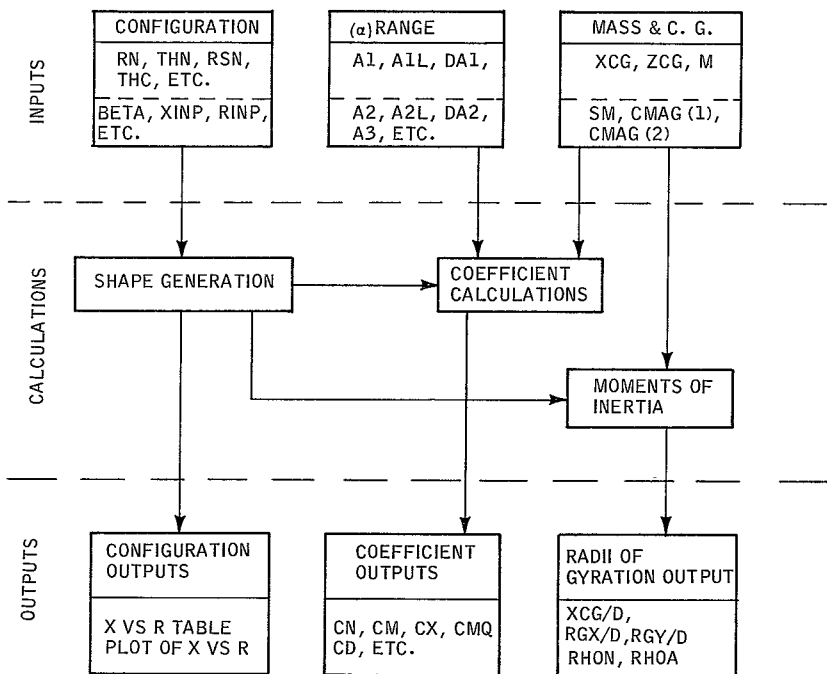 INPUTS
CONFIGURATION
RN, THN, RSN,
THC, ETC.
BETA, XINP, RINP,
ETC.
(α) RANGE
A1, A1L, DA1,
A2, A2L, DA2,
A3, ETC.
MASS & C. G.
XCG, ZCG, M
SM, CMAG (1),
CMAG (2)
CALCULATIONS
SHAPE GENERATION
COEFFICIENT
CALCULATIONS
MOMENTS OF
INERTIA
OUTPUTS
CONFIGURATION
OUTPUTS
X VS R TABLE
PLOT OF X VS R
COEFFICIENT
OUTPUTS
CN, CM, CX, CMQ
CD, ETC.
RADII OF
GYRATION OUTPUT
XCG/D,
RGX/D,RGY/D
RHON, RHOA